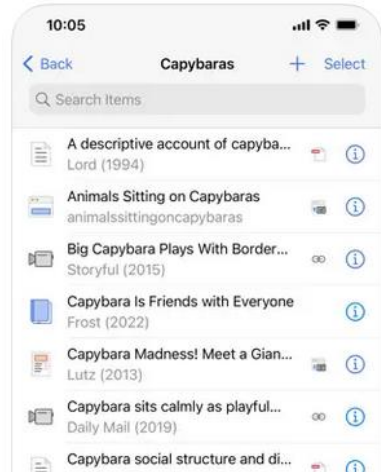 10:05
Back Capybaras + Select
Search Items
A descriptive account of capyba...
Lord (1994)
Animals Sitting on Capybaras
animalssittingoncapybaras
Big Capybara Plays With Border...
Storyful (2015)
Capybara Is Friends with Everyone
Frost (2022)
Capybara Madness! Meet a Gian...
Lutz (2013)
Capybara sits calmly as playful...
Daily Mail (2019)
Capybara social structure and di...